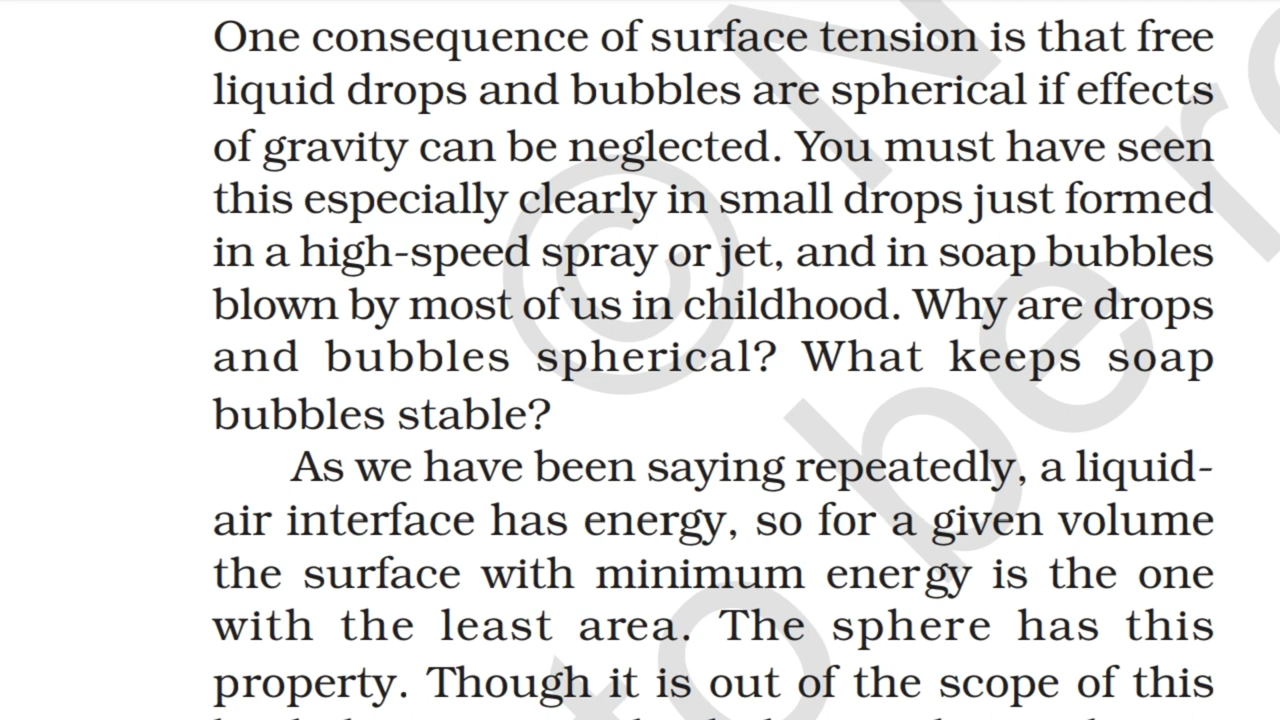 One consequence of surface tension is that free
liquid drops and bubbles are spherical if effects
of gravity can be neglected. You must have seen
this especially clearly in small drops just formed
in a high-speed spray or jet, and in soap bubbles
blown by most of us in childhood. Why are drops
and bubbles spherical? What keeps soap
bubbles stable?
As we have been saying repeatedly, a liquid-
air interface has energy, so for a given volume
the surface with minimum energy is the one
with the least area. The sphere has this
property. Though it is out of the scope of this
© N
to be re